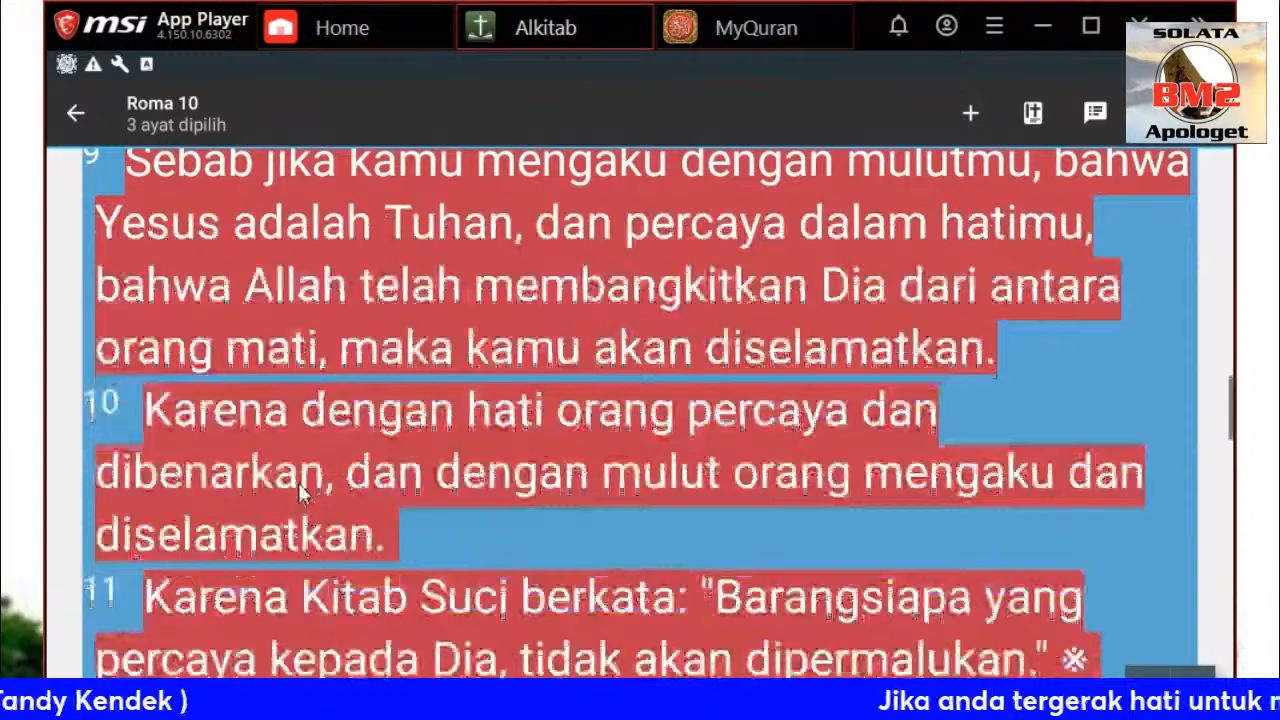 msi App Player
4.150.10.6302
Home
Alkitab
MyQuran
SOLATA
BM2
Apologet
Roma 10
3 ayat dipilih
9 Sebab jika kamu mengaku dengan mulutmu, bahwa
Yesus adalah Tuhan, dan percaya dalam hatimu,
bahwa Allah telah membangkitkan Dia dari antara
orang mati, maka kamu akan diselamatkan.
10 Karena dengan hati orang percaya dan
dibenarkan, dan dengan mulut orang mengaku dan
diselamatkan.
11 Karena Kitab Suci berkata: "Barangsiapa yang
percaya kepada Dia, tidak akan dipermalukan." ※
Tandy Kendek )
Jika anda tergerak hati untuk